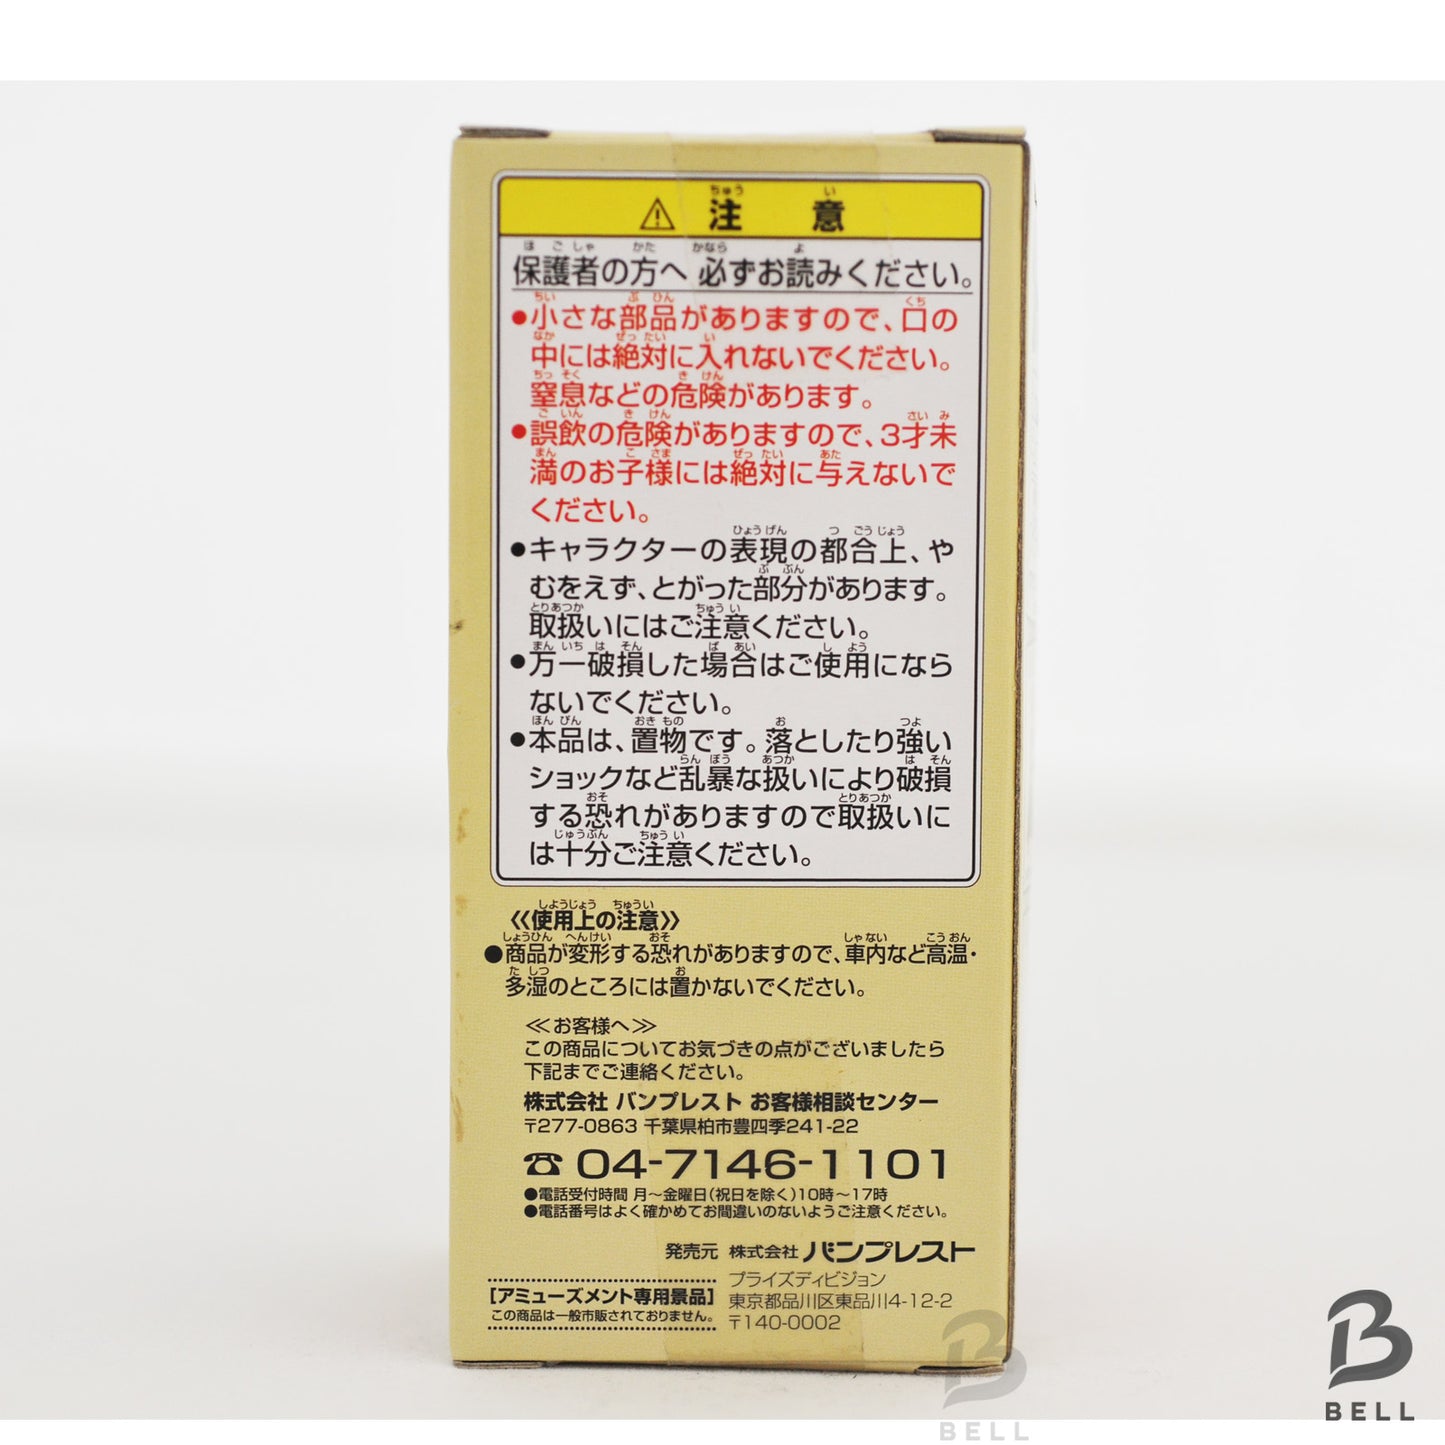 ⚠ 注意
保護者の方へ 必ずお読みください。
●小さな部品がありますので、口の
中には絶対に入れないでください。
窒息などの危険があります。
●誤飲の危険がありますので、3才未
満のお子様には絶対に与えないで
ください。
●キャラクターの表現の都合上、や
むをえず、とがった部分があります。
取扱いにはご注意ください。
●万一破損した場合はご使用になら
ないでください。
●本品は、置物です。落としたり強い
ショックなど乱暴な扱いにより破損
する恐れがありますので取扱いに
は十分ご注意ください。
《使用上の注意》
●商品が変形する恐れがありますので、車内など高温・
多湿のところには置かないでください。
≪お客様へ≫
この商品についてお気づきの点がございましたら
下記までご連絡ください。
株式会社 バンプレスト お客様相談センター
〒277-0863 千葉県柏市豊四季241-22
☎ 04-7146-1101
●電話受付時間 月〜金曜日(祝日を除く)10時〜17時
●電話番号はよく確かめてお間違いのないようご注意ください。
発売元 株式会社 バンプレスト
プライズディビジョン
東京都品川区東品川4-12-2
〒140-0002
[アミューズメント専用景品]
この商品は一般市販されておりません。
BELL
BELL